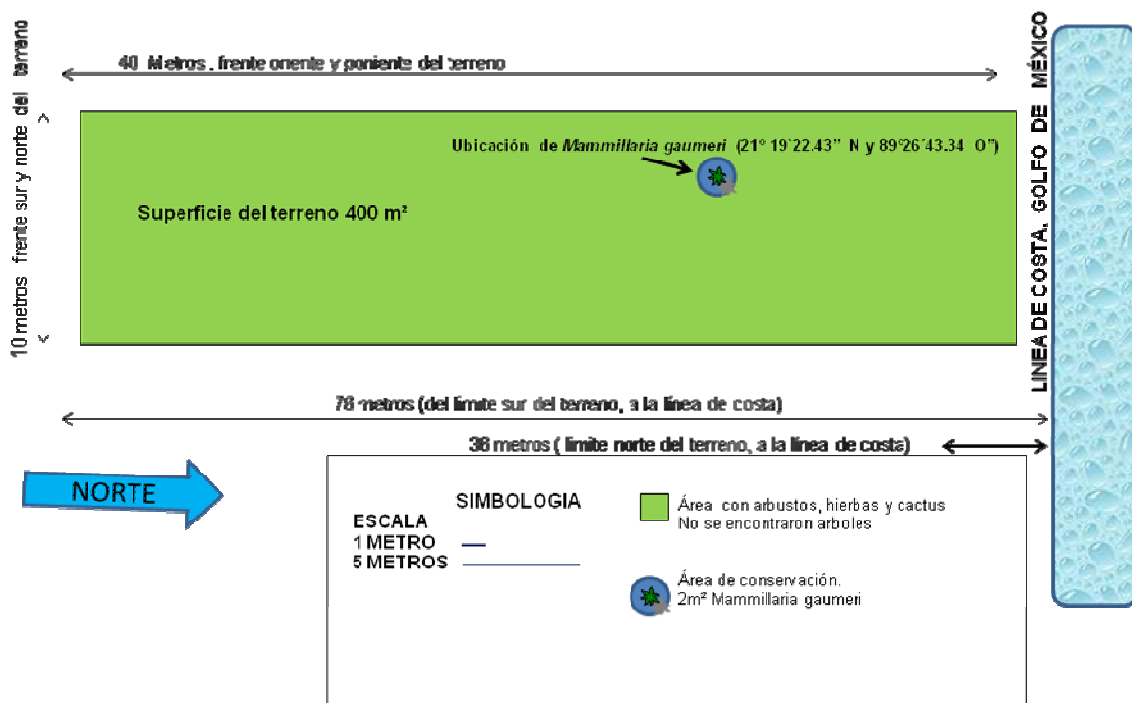 40 Metros. frente oriente y poniente del terreno
10 metros frente sur y norte del terreno
Ubicación de Mammillaria gaumeri (21° 19´22.43” N y 89°26´43.34 O”)
Superficie del terreno 400 m²
LINEA DE COSTA. GOLFO DE MÉXICO
78 metros (del límite sur del terreno, a la línea de costa)
38 metros ( limite norte del terreno, a la línea de costa)
NORTE
SIMBOLOGIA
ESCALA
1 METRO
5 METROS
Área con arbustos, hierbas y cactus
No se encontraron arboles
Área de conservación.
2m² Mammillaria gaumeri